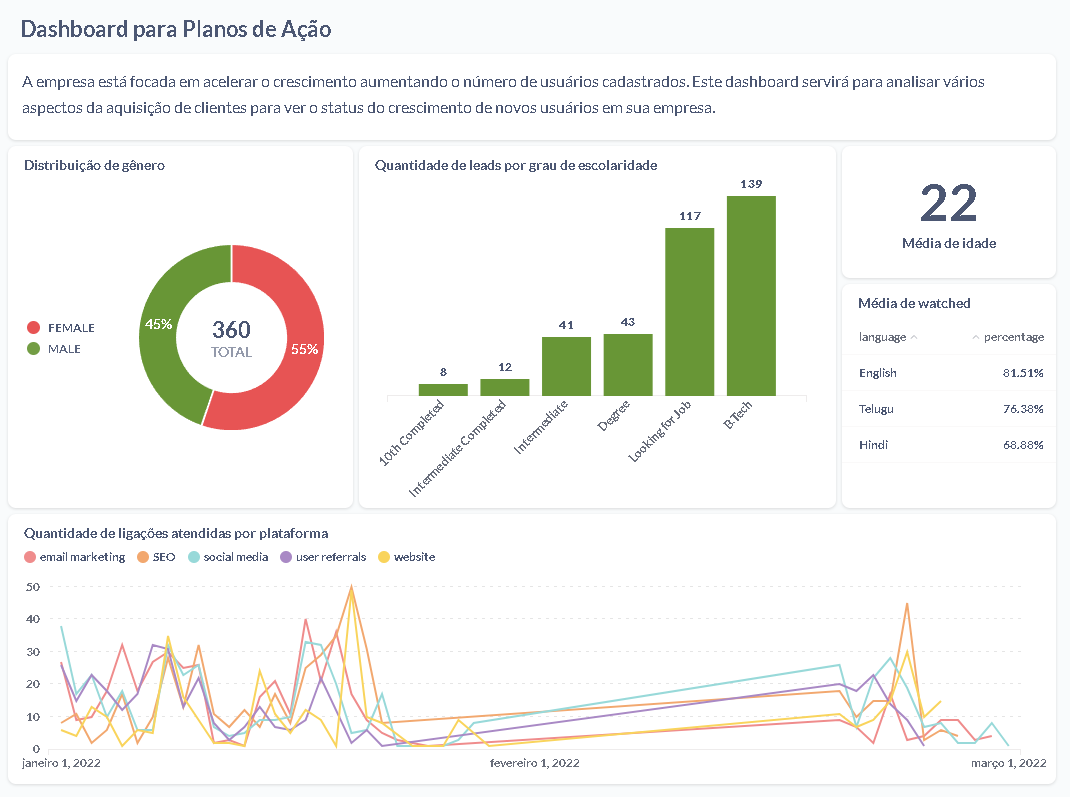 Dashboard para Planos de Ação
A empresa está focada em acelerar o crescimento aumentando o número de usuários cadastrados. Este dashboard servirá para analisar vários
aspectos da aquisição de clientes para ver o status do crescimento de novos usuários em sua empresa.
Distribuição de gênero
FEMALE
MALE
45%
360
TOTAL
55%
Quantidade de leads por grau de escolaridade
8
12
41
43
117
139
10th Completed
Intermediate Completed
Intermediate
Degree
Looking for Job
B.Tech
22
Média de idade
Média de watched
language percentage
English 81.51%
Telugu 76.38%
Hindi 68.88%
Quantidade de ligações atendidas por plataforma
email marketing SEO social media user referrals website
50
40
30
20
10
0
janeiro 1, 2022 fevereiro 1, 2022 março 1, 2022